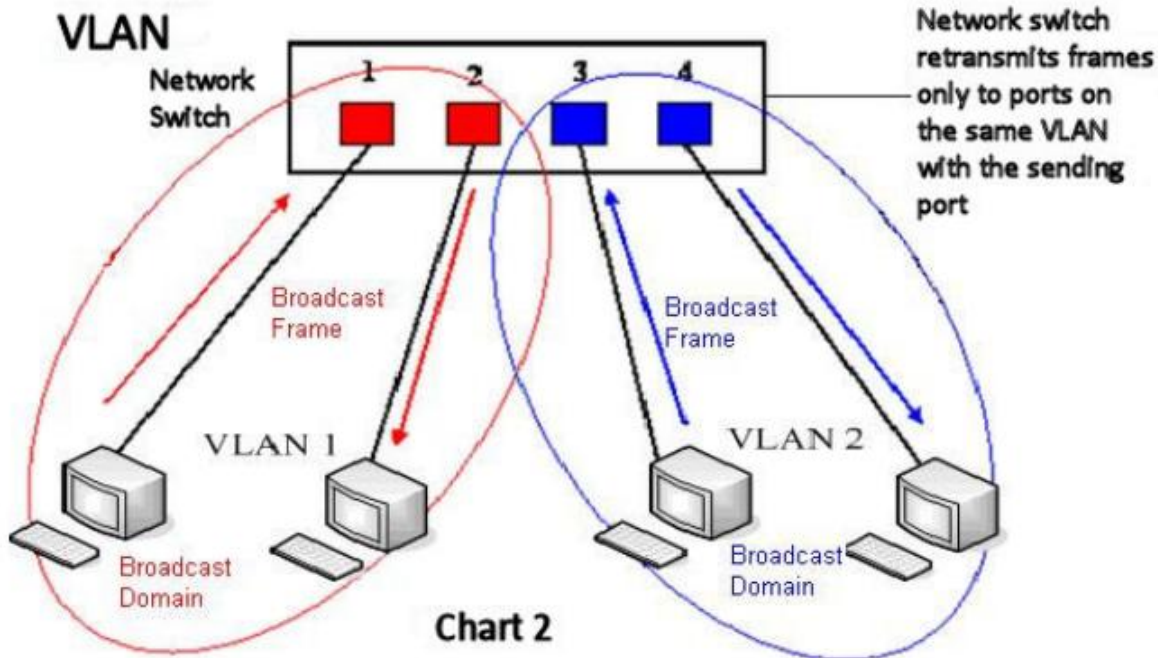 VLAN
Network
Switch
1 2 3 4
Network switch
retransmits frames
only to ports on
the same VLAN
with the sending
port
Broadcast
Frame
Broadcast
Frame
VLAN 1
VLAN 2
Broadcast
Domain
Broadcast
Domain
Chart 2